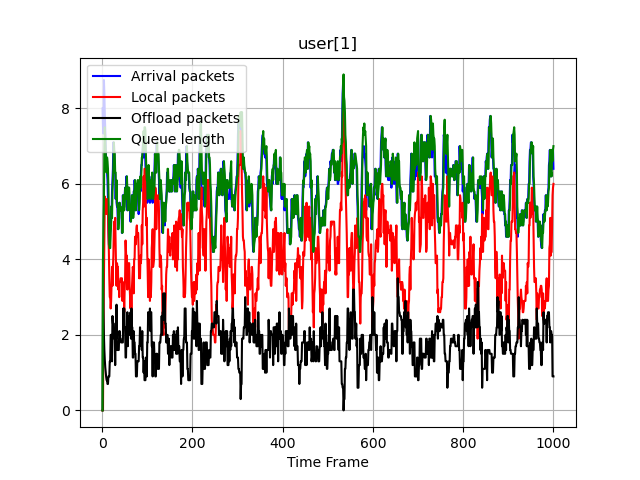 user[1]
Arrival packets
Local packets
Offload packets
Queue length
8
6
4
2
0
0 200 400 600 800 1000
Time Frame